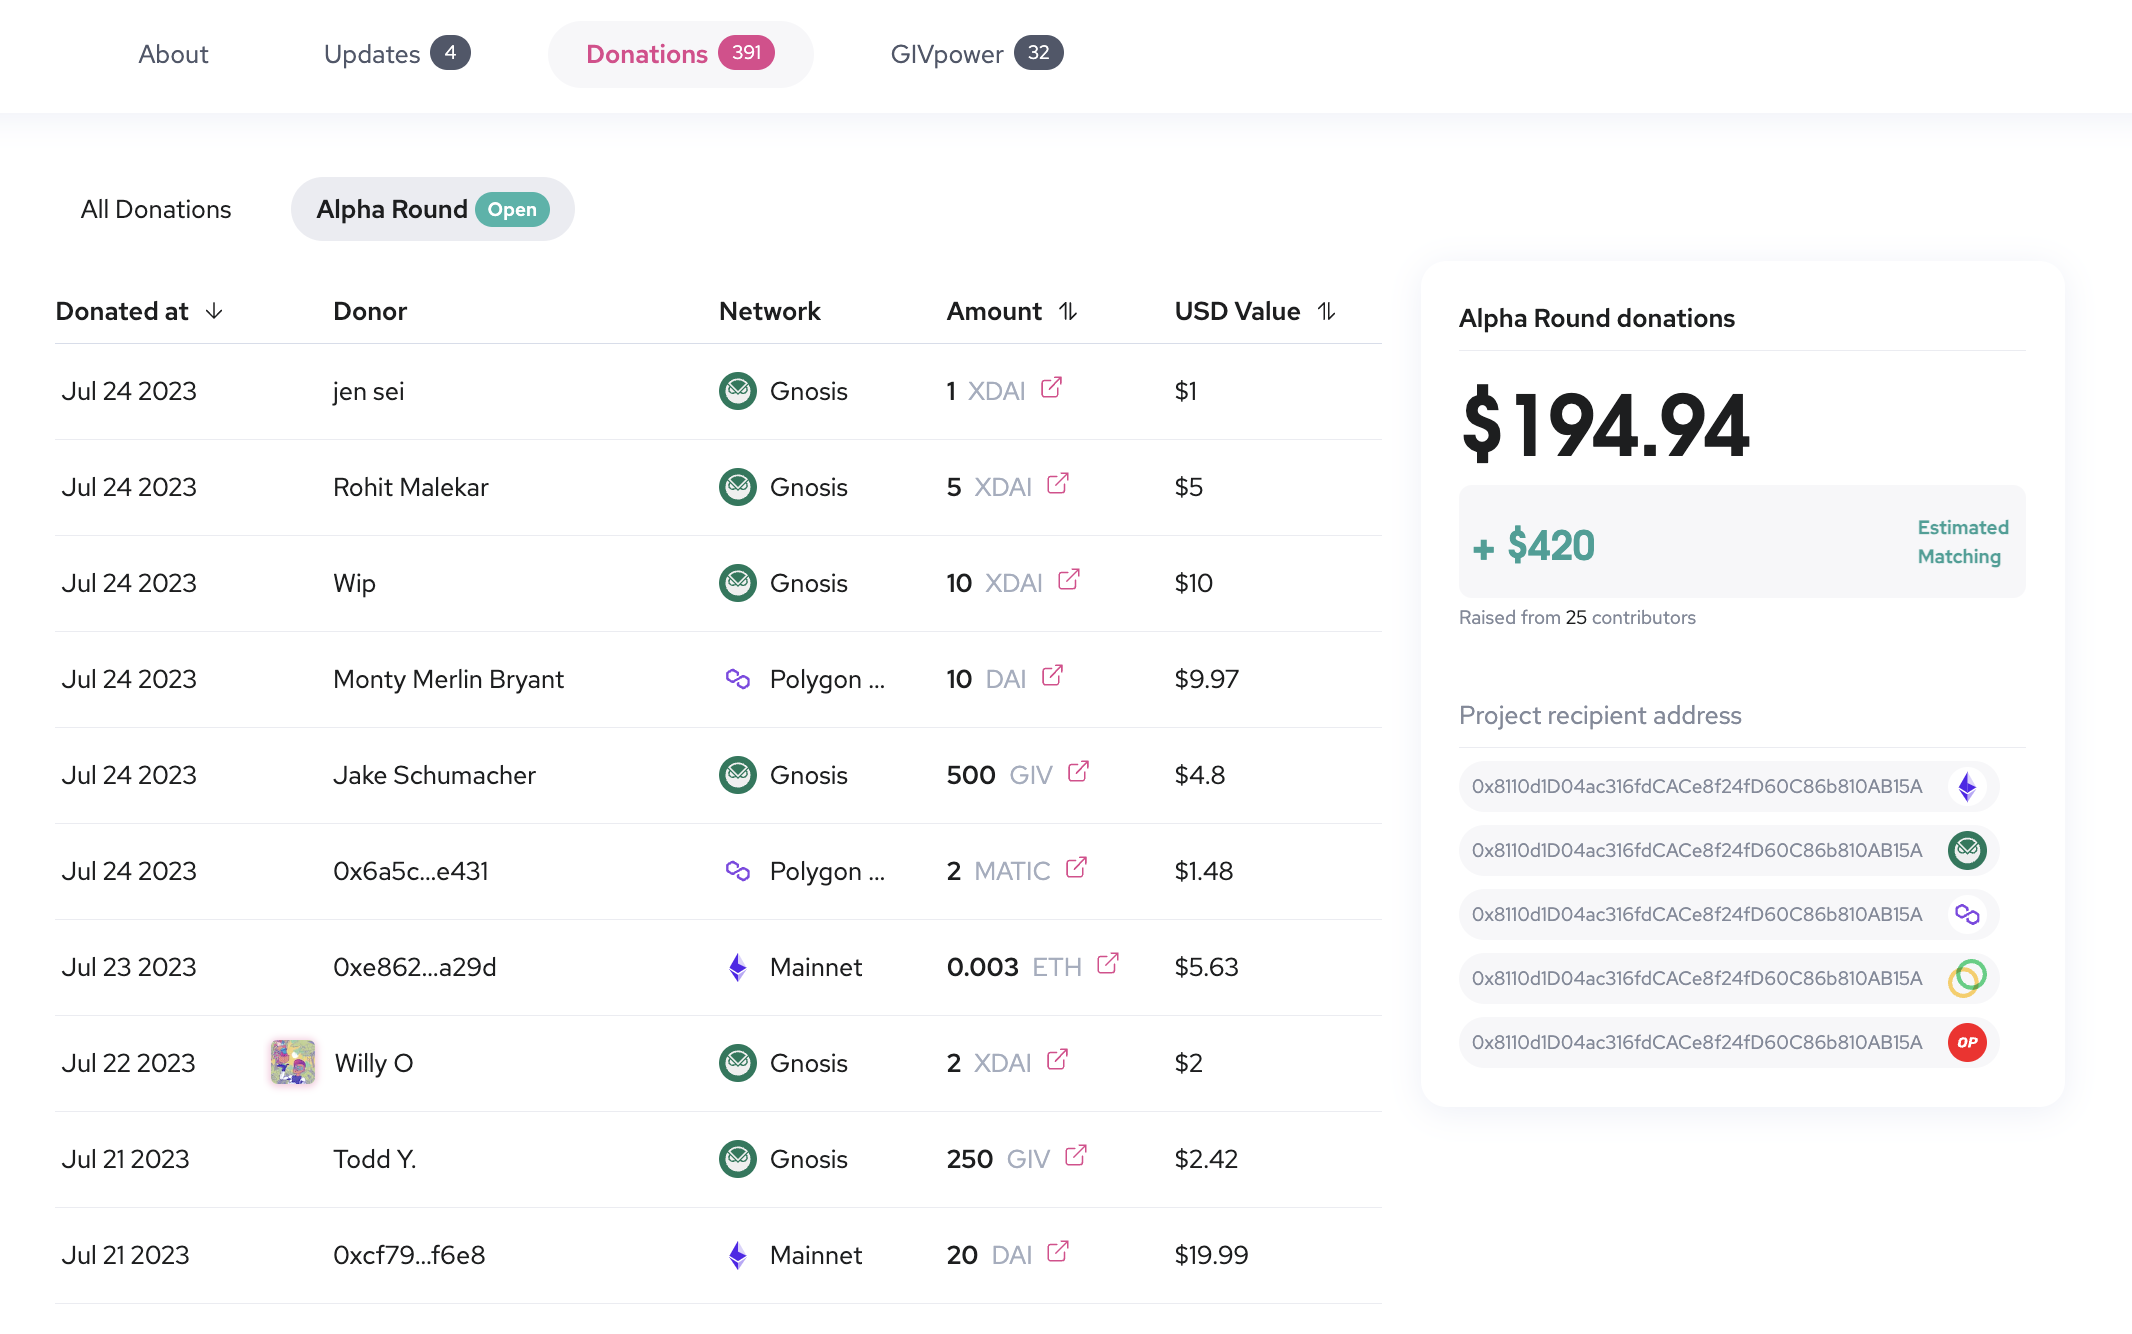 About Updates 4 Donations 391 GIVpower 32
All Donations Alpha Round Open
Donated at Donor Network Amount USD Value
Jul 24 2023 jen sei Gnosis 1 XDAI $1
Jul 24 2023 Rohit Malekar Gnosis 5 XDAI $5
Jul 24 2023 Wip Gnosis 10 XDAI $10
Jul 24 2023 Monty Merlin Bryant Polygon ... 10 DAI $9.97
Jul 24 2023 Jake Schumacher Gnosis 500 GIV $4.8
Jul 24 2023 0x6a5c...e431 Polygon ... 2 MATIC $1.48
Jul 23 2023 0xe862...a29d Mainnet 0.003 ETH $5.63
Jul 22 2023 Willy O Gnosis 2 XDAI $2
Jul 21 2023 Todd Y. Gnosis 250 GIV $2.42
Jul 21 2023 0xcf79...f6e8 Mainnet 20 DAI $19.99
Alpha Round donations
$194.94
+ $420
Estimated
Matching
Raised from 25 contributors
Project recipient address
0x8110d1D04ac316fdCACe8f24fD60C86b810AB15A
0x8110d1D04ac316fdCACe8f24fD60C86b810AB15A
0x8110d1D04ac316fdCACe8f24fD60C86b810AB15A
0x8110d1D04ac316fdCACe8f24fD60C86b810AB15A
0x8110d1D04ac316fdCACe8f24fD60C86b810AB15A OP